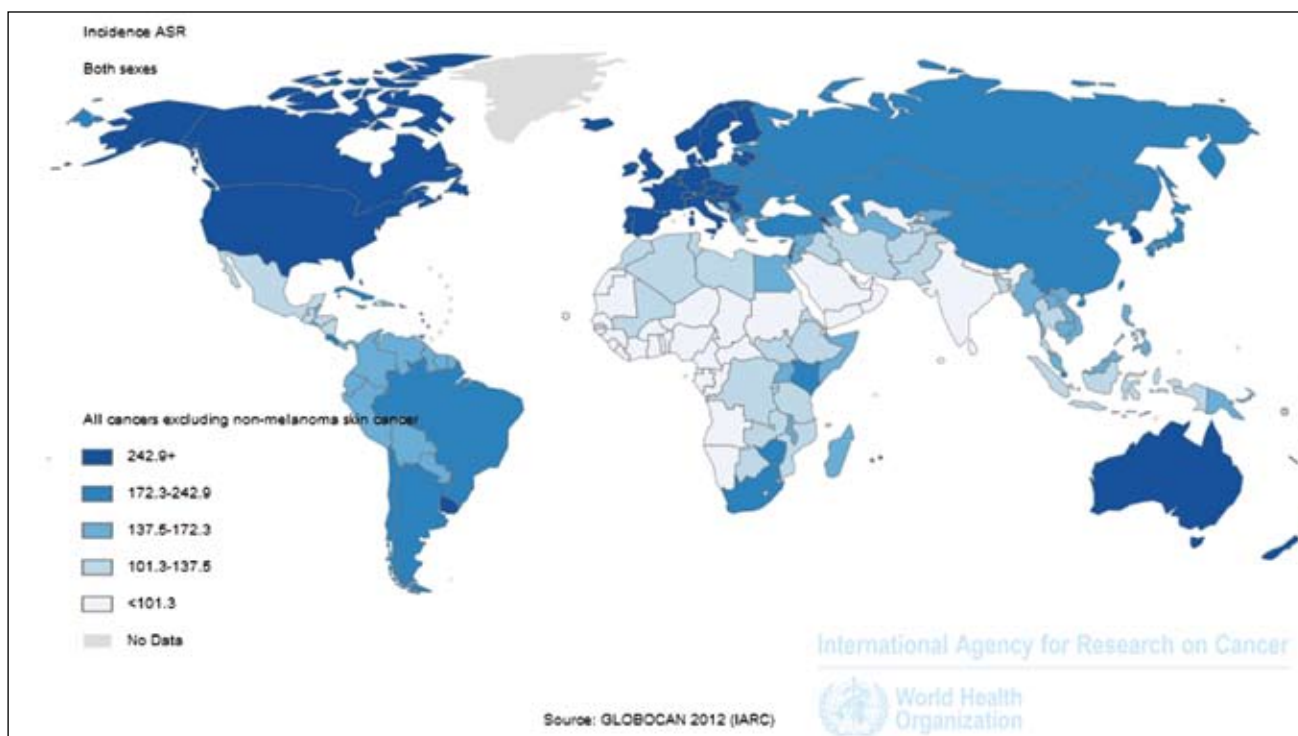 Incidence ASR
Both sexes
All cancers excluding non-melanoma skin cancer
242.9+
172.3-242.9
137.5-172.3
101.3-137.5
<101.3
No Data
International Agency for Research on Cancer
World Health
Organization
Source: GLOBOCAN 2012 (IARC)